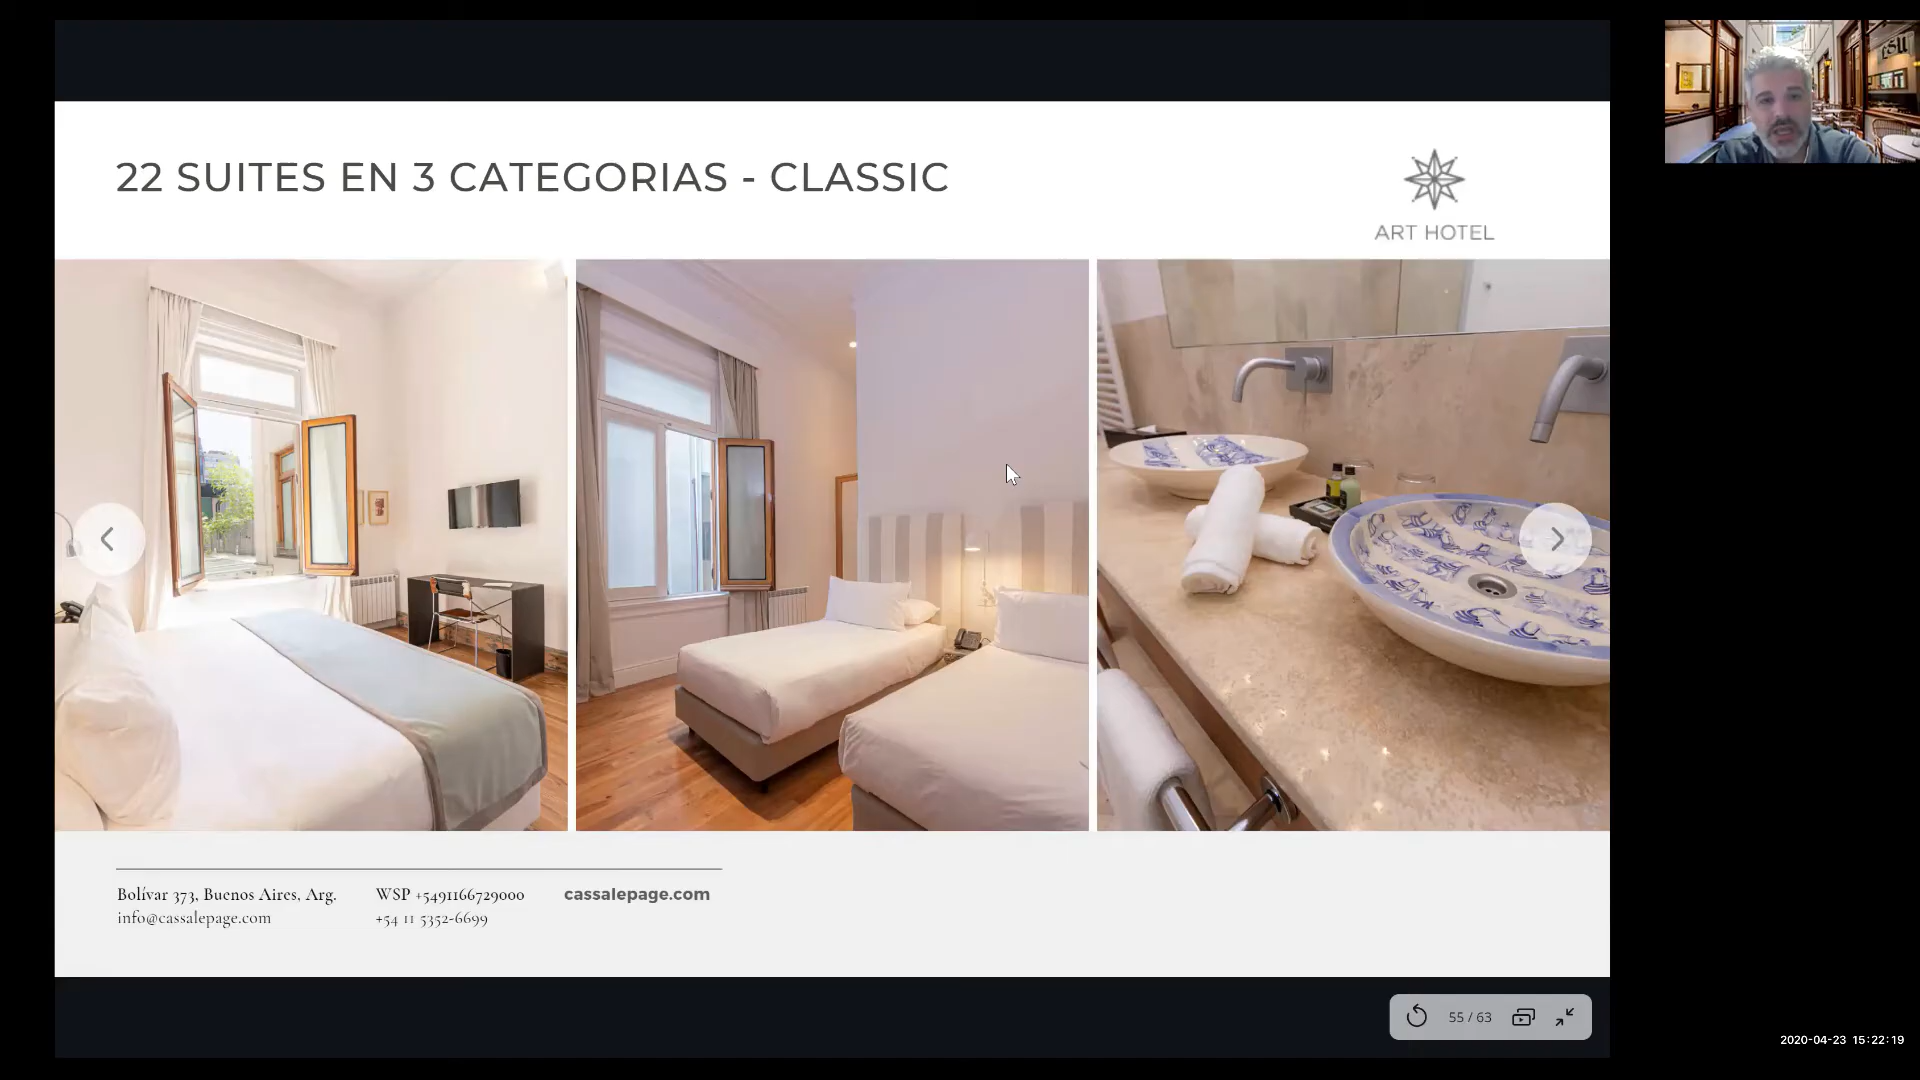 22 SUITES EN 3 CATEGORIAS - CLASSIC
ART HOTEL
Bolívar 373, Buenos Aires, Arg.
info@cassalepage.com
WSP +5491166729000
+54 11 5352-6699
cassalepage.com
55 / 63
2020-04-23 15:22:19